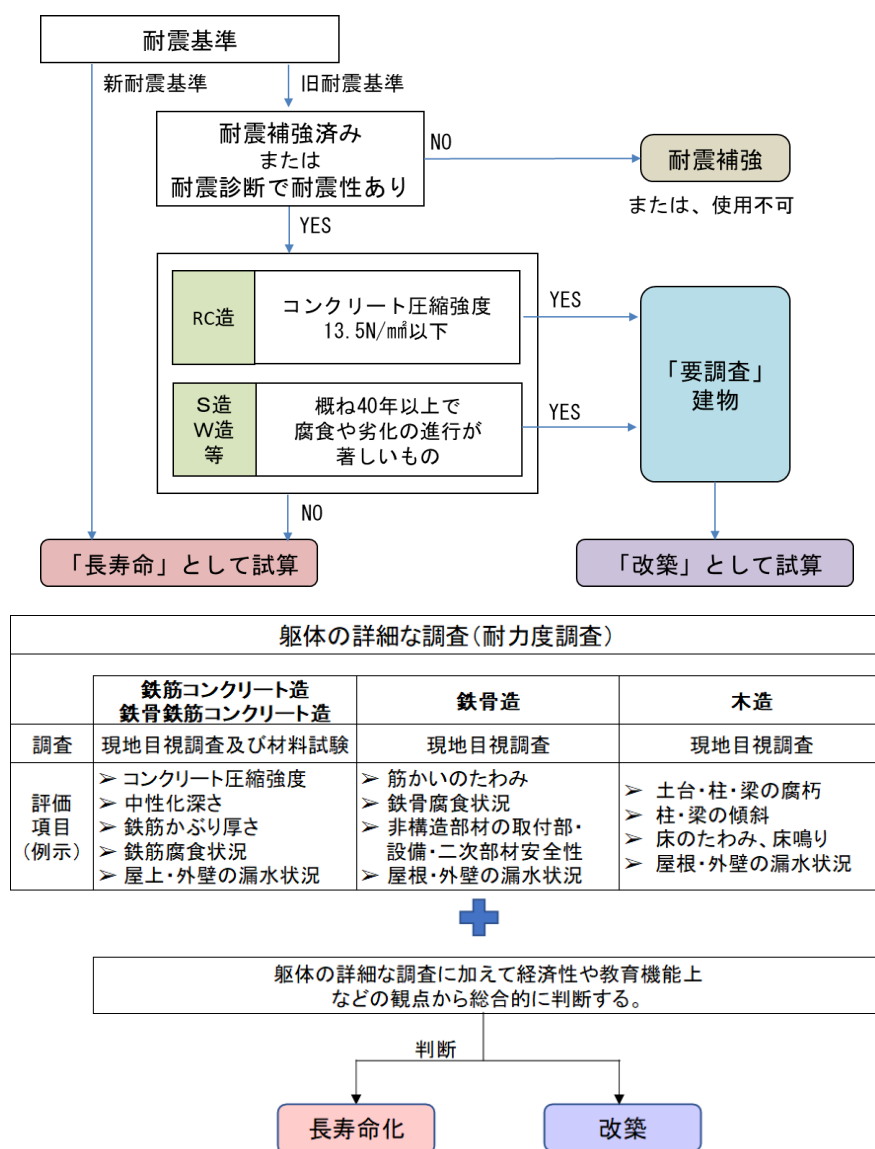 耐震基準
新耐震基準
旧耐震基準
耐震補強済み
または
耐震診断で耐震性あり
NO
耐震補強
または、使用不可
YES
RC造
コンクリート圧縮強度
13.5N/㎟以下
YES
S造
W造
等
概ね40年以上で
腐食や劣化の進行が
著しいもの
YES
「要調査」
建物
NO
「長寿命」として試算
「改築」として試算
躯体の詳細な調査(耐力度調査)
鉄筋コンクリート造
鉄骨鉄筋コンクリート造
鉄骨造
木造
調査
現地目視調査及び材料試験
現地目視調査
現地目視調査
評価
項目
(例示)
➢ コンクリート圧縮強度
➢ 中性化深さ
➢ 鉄筋かぶり厚さ
➢ 鉄筋腐食状況
➢ 屋上・外壁の漏水状況
➢ 筋かいのたわみ
➢ 鉄骨腐食状況
➢ 非構造部材の取付部・
設備・二次部材安全性
➢ 屋根・外壁の漏水状況
➢ 土台・柱・梁の腐朽
➢ 柱・梁の傾斜
➢ 床のたわみ、床鳴り
➢ 屋根・外壁の漏水状況
躯体の詳細な調査に加えて経済性や教育機能上
などの観点から総合的に判断する。
判断
長寿命化
改築